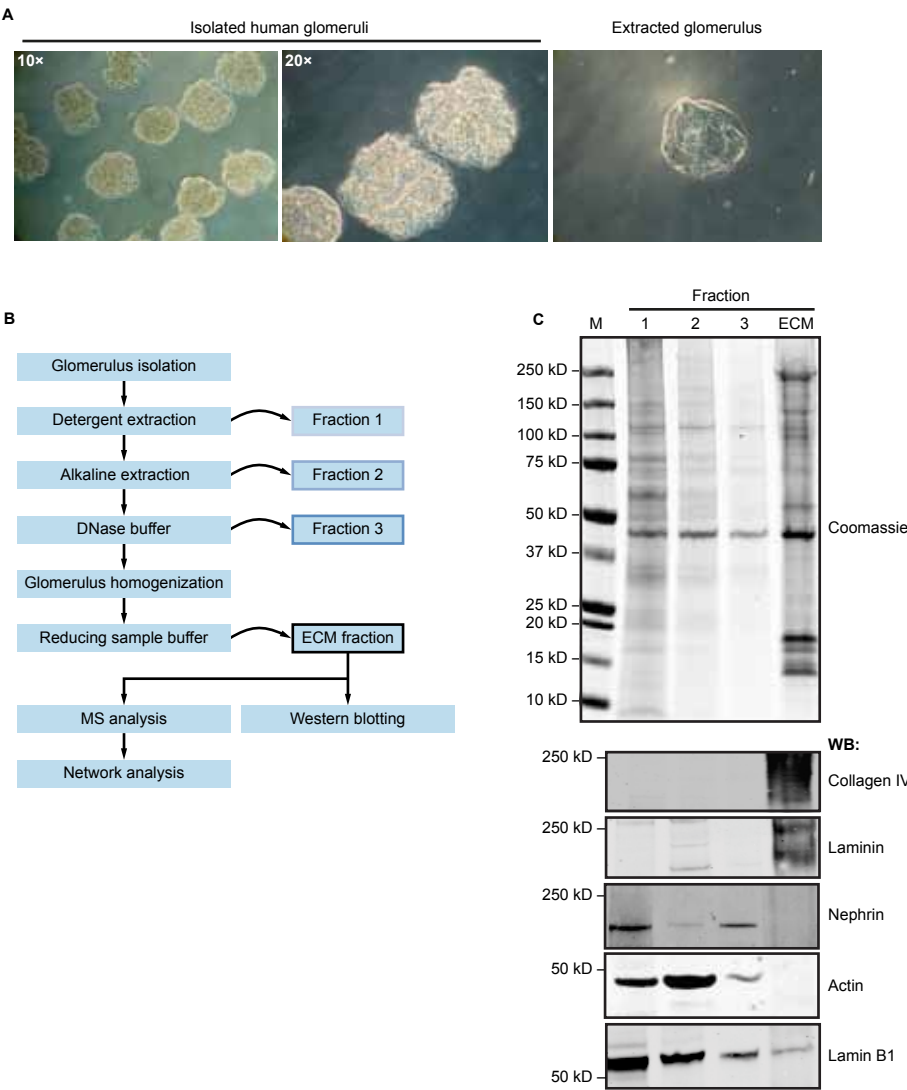 A
Isolated human glomeruli
Extracted glomerulus
10×
20×
B
Glomerulus isolation
Detergent extraction
Fraction 1
Alkaline extraction
Fraction 2
DNase buffer
Fraction 3
Glomerulus homogenization
Reducing sample buffer
ECM fraction
MS analysis
Western blotting
Network analysis
C
Fraction
M 1 2 3 ECM
250 kD
150 kD
100 kD
75 kD
50 kD
37 kD
25 kD
20 kD
15 kD
10 kD
Coomassie
WB:
250 kD
Collagen IV
250 kD
Laminin
250 kD
Nephrin
50 kD
Actin
Lamin B1
50 kD